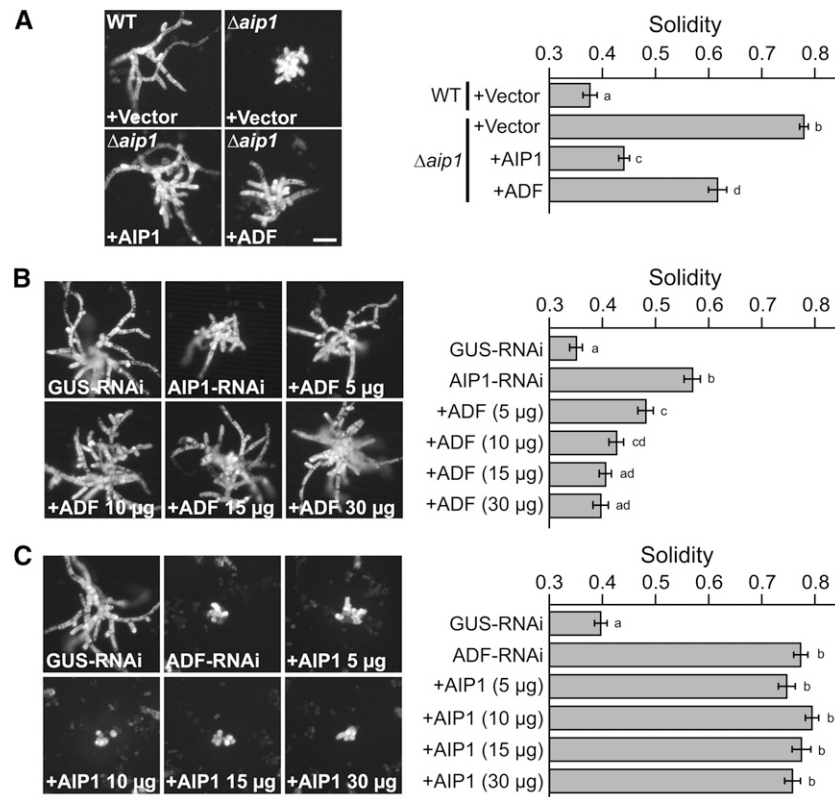 A
WT
Δaip1
+Vector
+Vector
Δaip1
Δaip1
+AIP1
+ADF
Solidity
0.3 0.4 0.5 0.6 0.7 0.8
WT +Vector a
Δaip1
+Vector b
+AIP1 c
+ADF d
B
GUS-RNAi
AIP1-RNAi
+ADF 5 µg
+ADF 10 µg
+ADF 15 µg
+ADF 30 µg
Solidity
0.3 0.4 0.5 0.6 0.7 0.8
GUS-RNAi a
AIP1-RNAi b
+ADF (5 µg) c
+ADF (10 µg) cd
+ADF (15 µg) ad
+ADF (30 µg) ad
C
GUS-RNAi
ADF-RNAi
+AIP1 5 µg
+AIP1 10 µg
+AIP1 15 µg
+AIP1 30 µg
Solidity
0.3 0.4 0.5 0.6 0.7 0.8
GUS-RNAi a
ADF-RNAi b
+AIP1 (5 µg) b
+AIP1 (10 µg) b
+AIP1 (15 µg) b
+AIP1 (30 µg) b